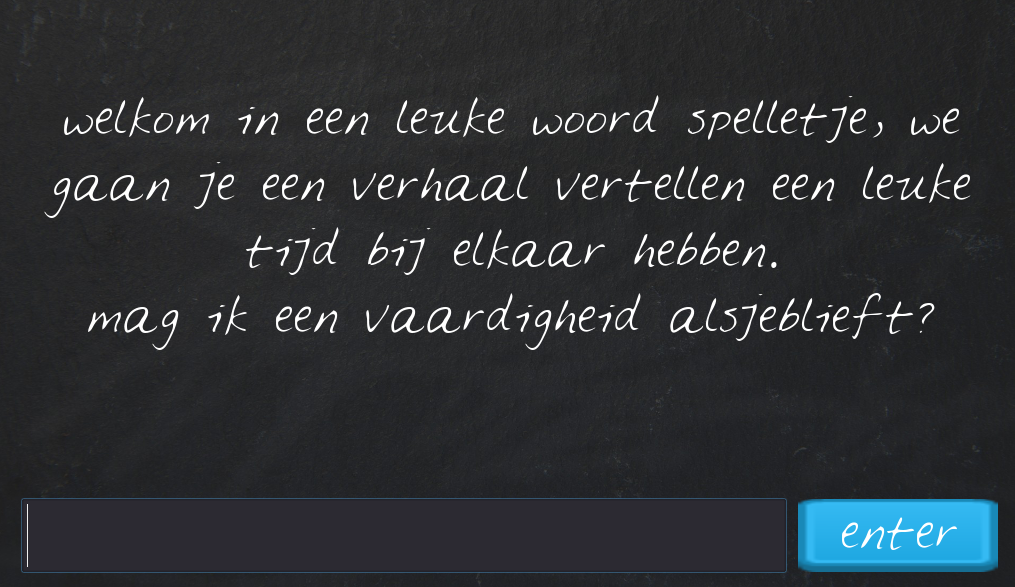 welkom in een leuke woord spelletje, we
gaan je een verhaal vertellen een leuke
tijd bij elkaar hebben.
mag ik een vaardigheid alsjeblieft?
enter